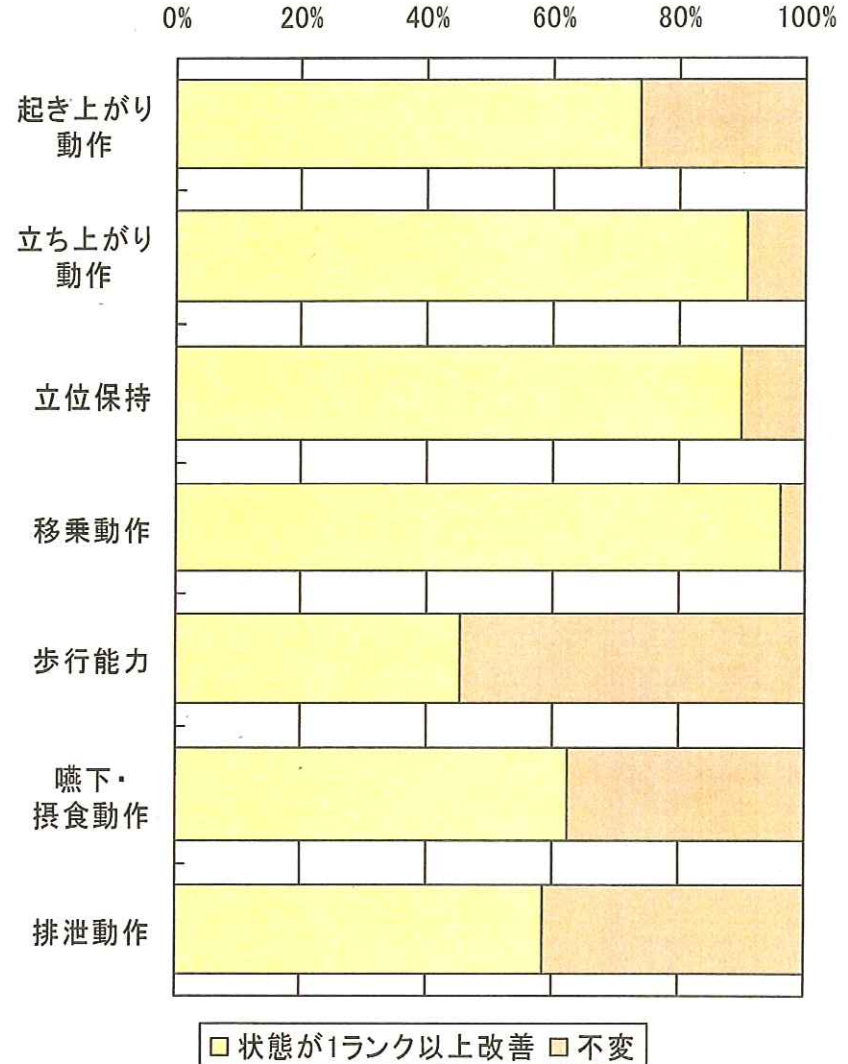 0% 20% 40% 60% 80% 100%
起き上がり
動作
立ち上がり
動作
立位保持
移乗動作
歩行能力
嚥下・
摂食動作
排泄動作
状態が1ランク以上改善 不変